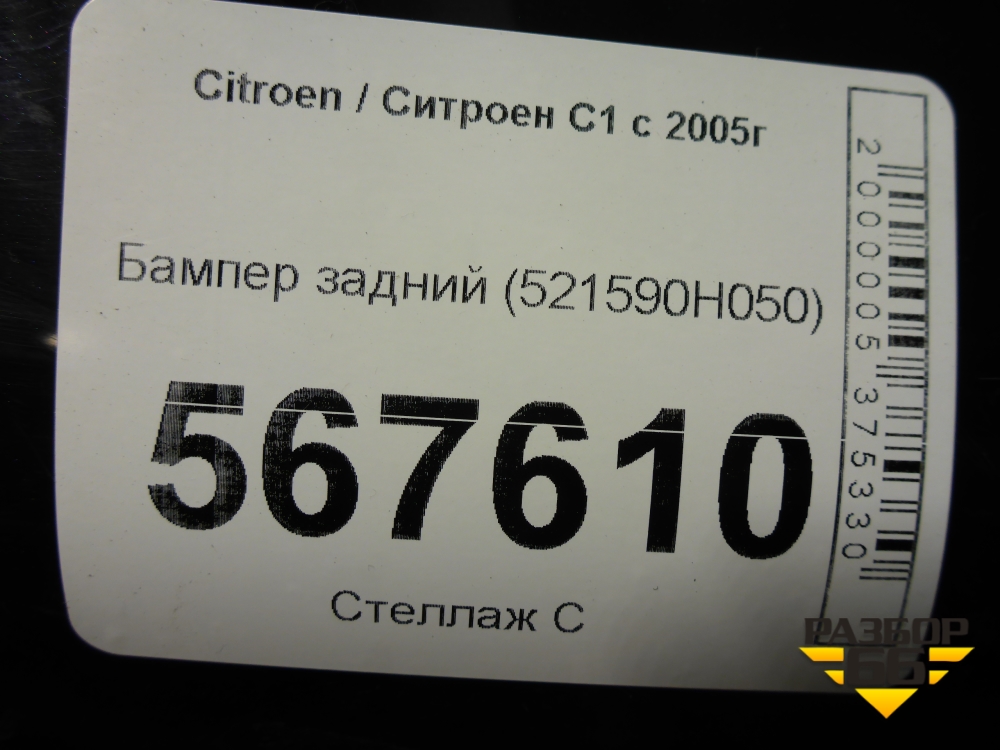 Citroen / Ситроен С1 с 2005г
Бампер задний (521590H050)
567610
Стеллаж С
2000005375330
РАЗБОР
66